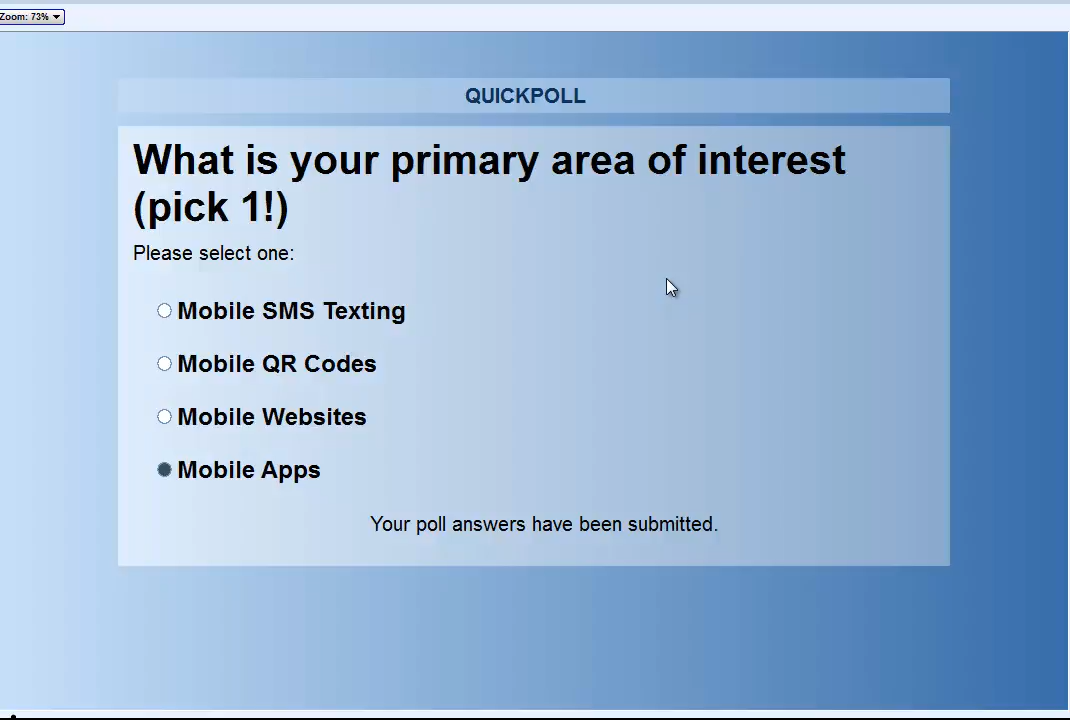 Zoom: 73%
QUICKPOLL
What is your primary area of interest
(pick 1!)
Please select one:
Mobile SMS Texting
Mobile QR Codes
Mobile Websites
Mobile Apps
Your poll answers have been submitted.